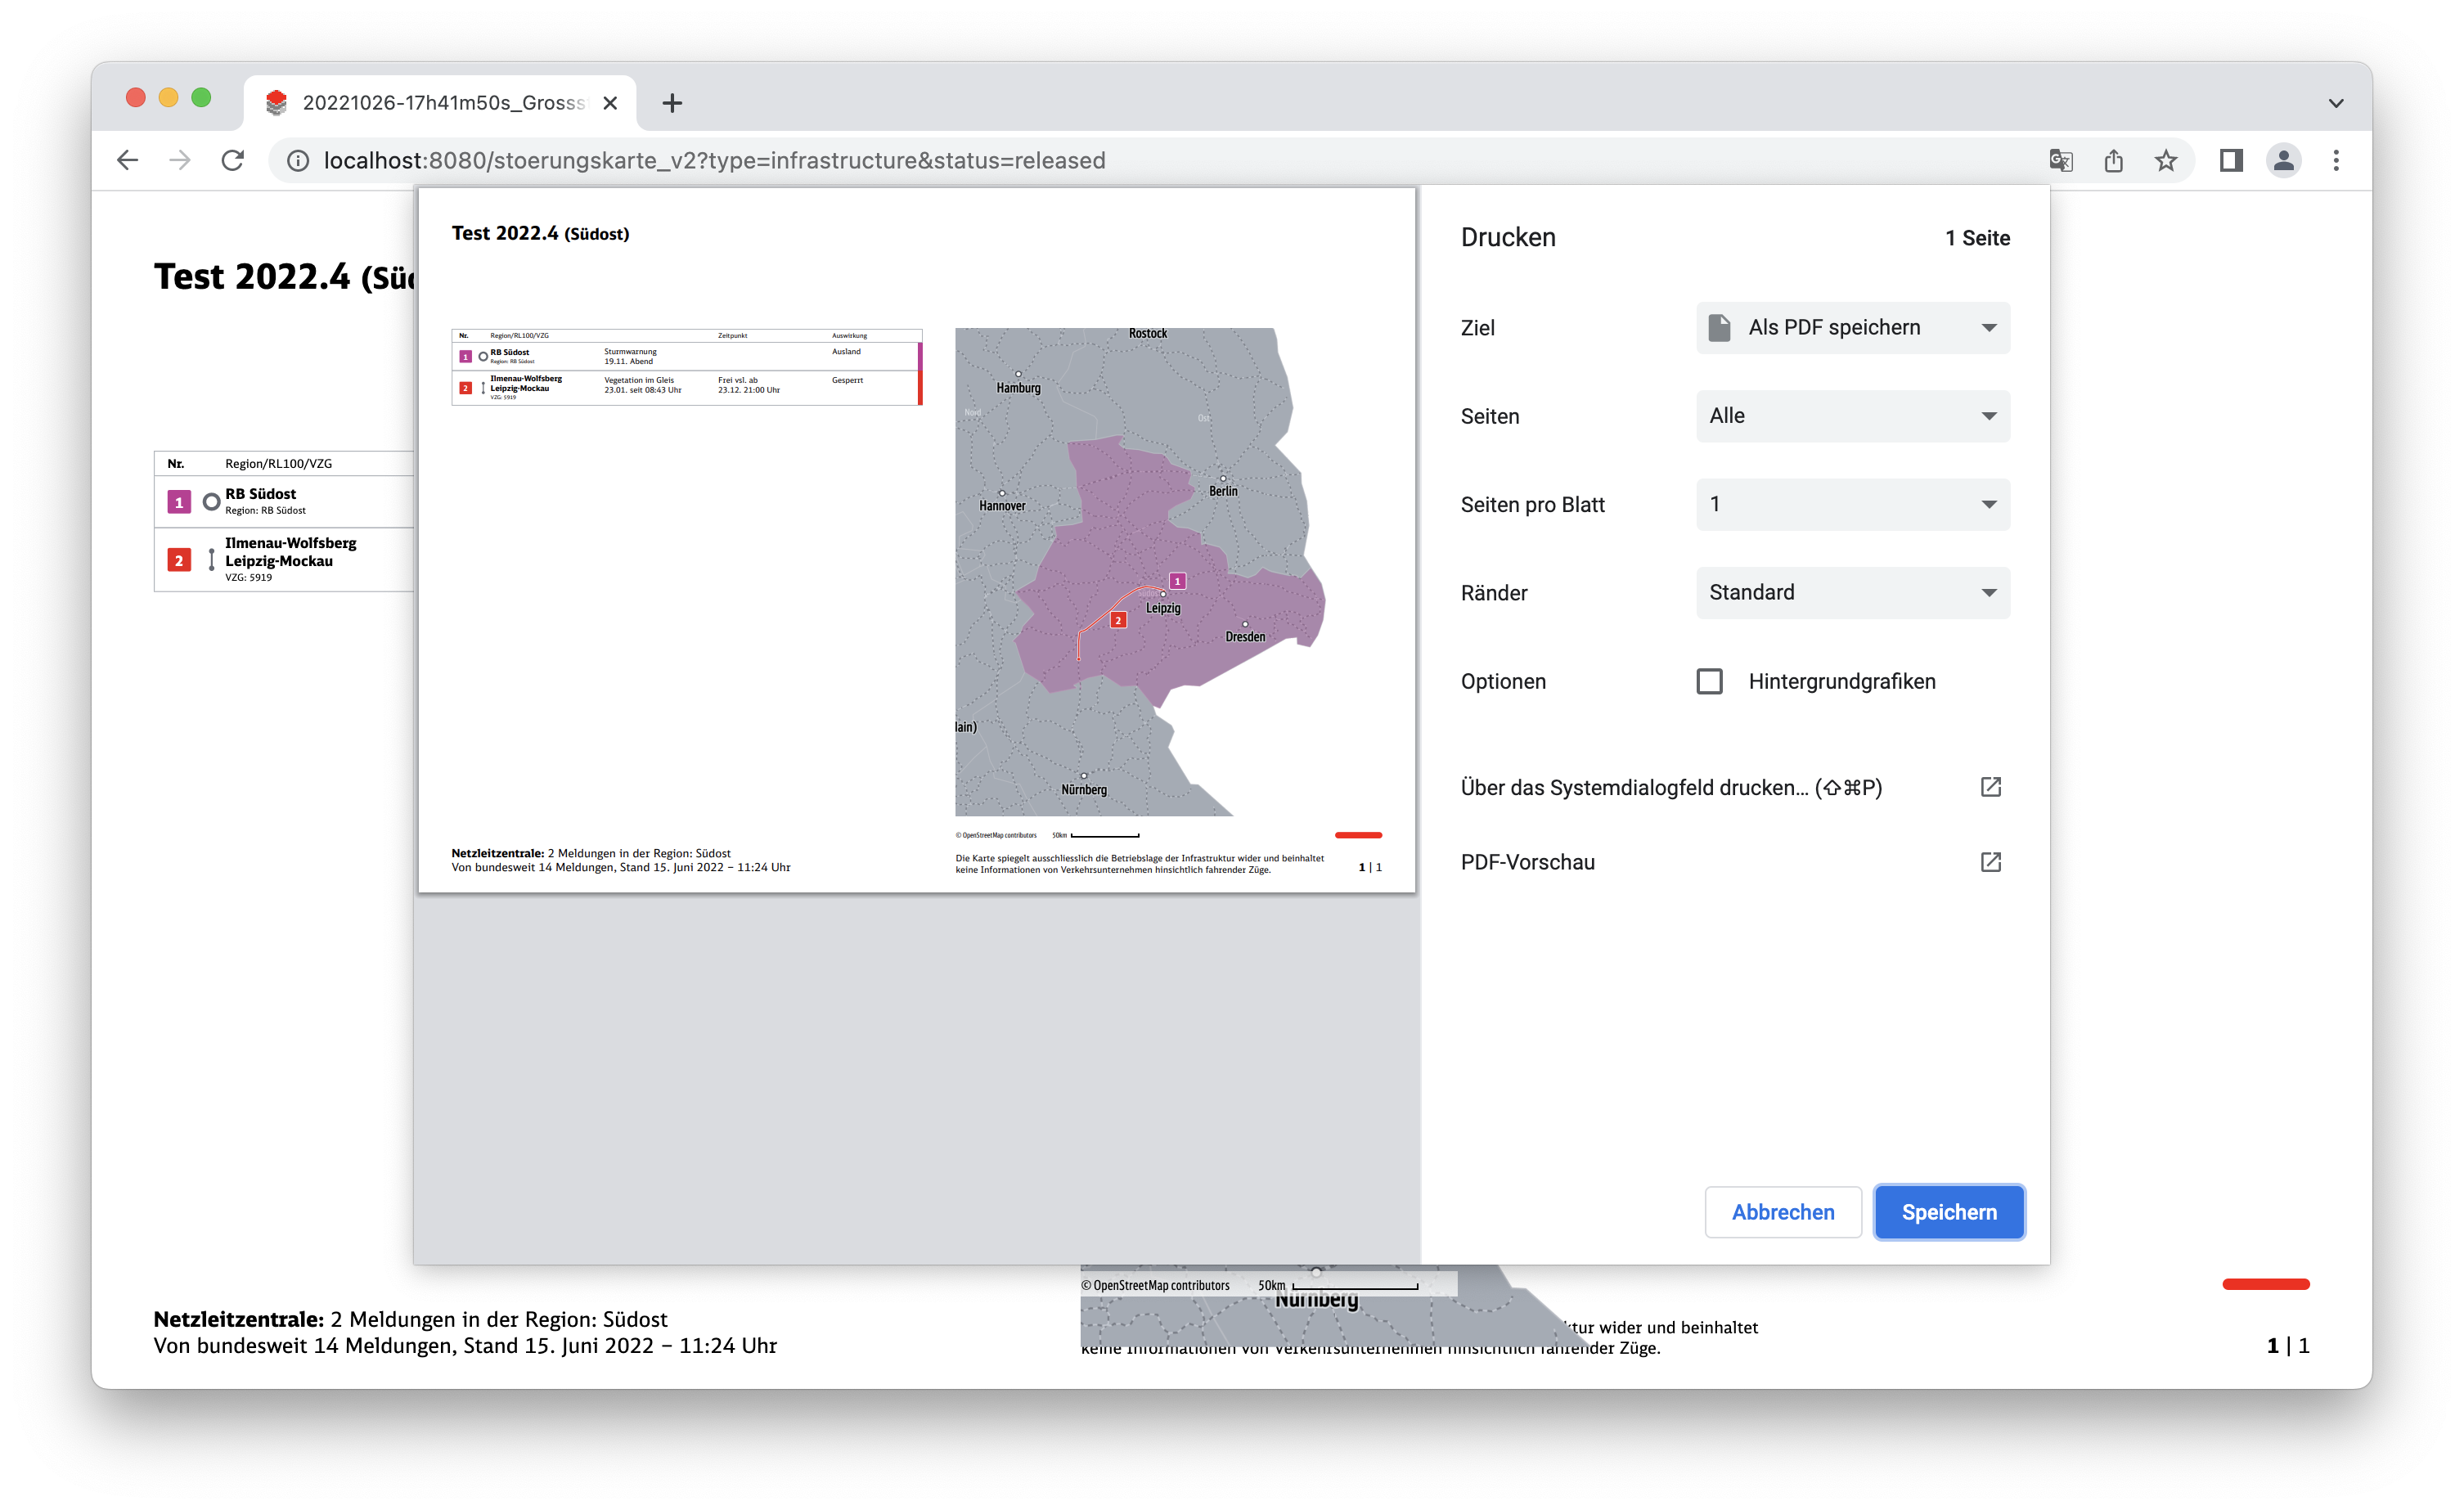 20221026-17h41m50s_Grosss
localhost:8080/stoerungskarte_v2?type=infrastructure&status=released
Test 2022.4 (Süd
Nr. Region/RL100/VZG
1 RB Südost
Region: RB Südost
2 Ilmenau-Wolfsberg
Leipzig-Mockau
VZG: 5919
Test 2022.4 (Südost)
Nr. Region/RL100/VZG Zeitpunkt Auswirkung
1 RB Südost Sturmwarnung Ausland
Region: RB Südost 19.11. Abend
2 Ilmenau-Wolfsberg Vegetation im Gleis Frei vsl. ab Gesperrt
Leipzig-Mockau 23.01. seit 08:43 Uhr 23.12. 21:00 Uhr
VZG: 5919
Rostock
Hamburg
Nord
Ost
Berlin
Hannover
1
Leipzig
2
Dresden
lain)
Nürnberg
© OpenStreetMap contributors 50km
Netzleitzentrale: 2 Meldungen in der Region: Südost
Von bundesweit 14 Meldungen, Stand 15. Juni 2022 – 11:24 Uhr
Die Karte spiegelt ausschliesslich die Betriebslage der Infrastruktur wider und beinhaltet
keine Informationen von Verkehrsunternehmen hinsichtlich fahrender Züge.
1 | 1
Drucken 1 Seite
Ziel Als PDF speichern
Seiten Alle
Seiten pro Blatt 1
Ränder Standard
Optionen Hintergrundgrafiken
Über das Systemdialogfeld drucken... (⇧⌘P)
PDF-Vorschau
Abbrechen Speichern
© OpenStreetMap contributors 50km
Nürnberg
Netzleitzentrale: 2 Meldungen in der Region: Südost
Von bundesweit 14 Meldungen, Stand 15. Juni 2022 – 11:24 Uhr
ktur wider und beinhaltet
keine Informationen von Verkehrsunternehmen hinsichtlich fahrender Züge.
1 | 1